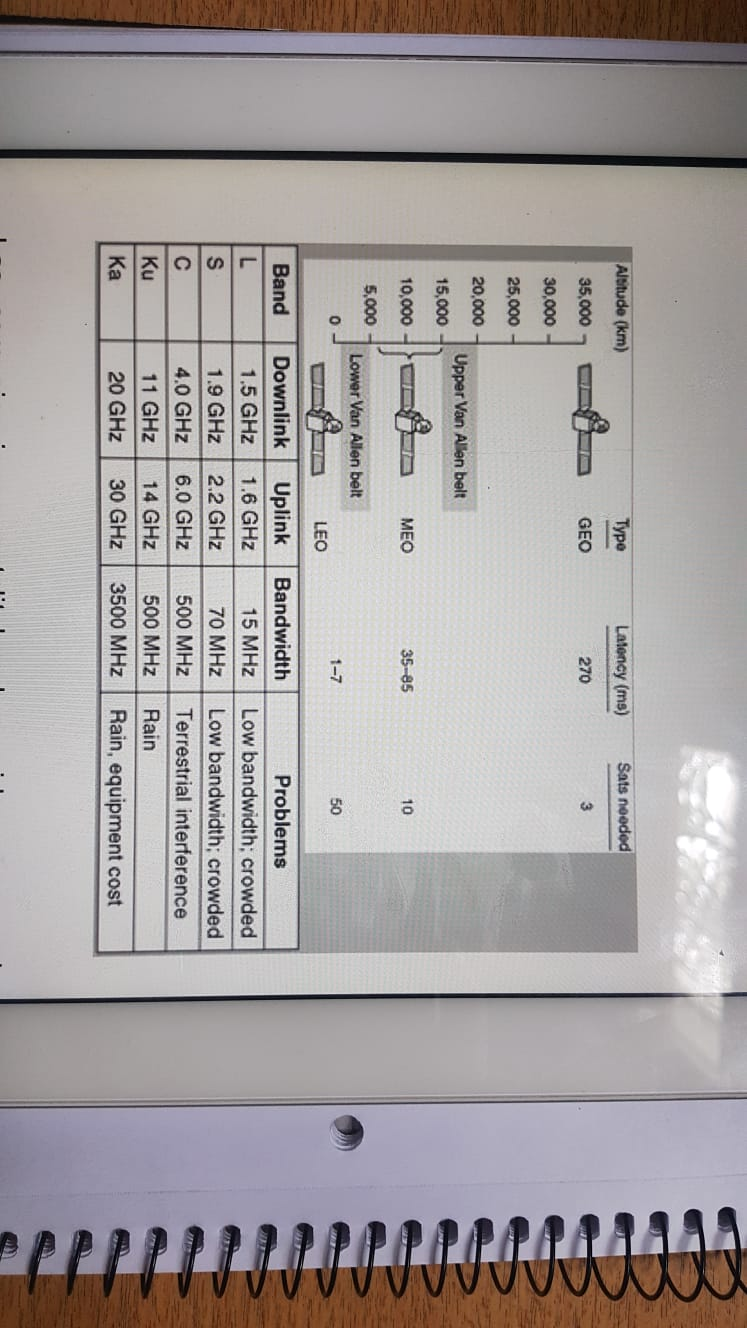 Altitude (km) Type Latency (ms) Sats needed
35,000 GEO 270 3
30,000
25,000
20,000
Upper Van Allen belt
15,000
10,000 MEO 35–85 10
5,000
Lower Van Allen belt
0 LEO 1–7 50
Band Downlink Uplink Bandwidth Problems
L 1.5 GHz 1.6 GHz 15 MHz Low bandwidth; crowded
S 1.9 GHz 2.2 GHz 70 MHz Low bandwidth; crowded
C 4.0 GHz 6.0 GHz 500 MHz Terrestrial interference
Ku 11 GHz 14 GHz 500 MHz Rain
Ka 20 GHz 30 GHz 3500 MHz Rain, equipment cost